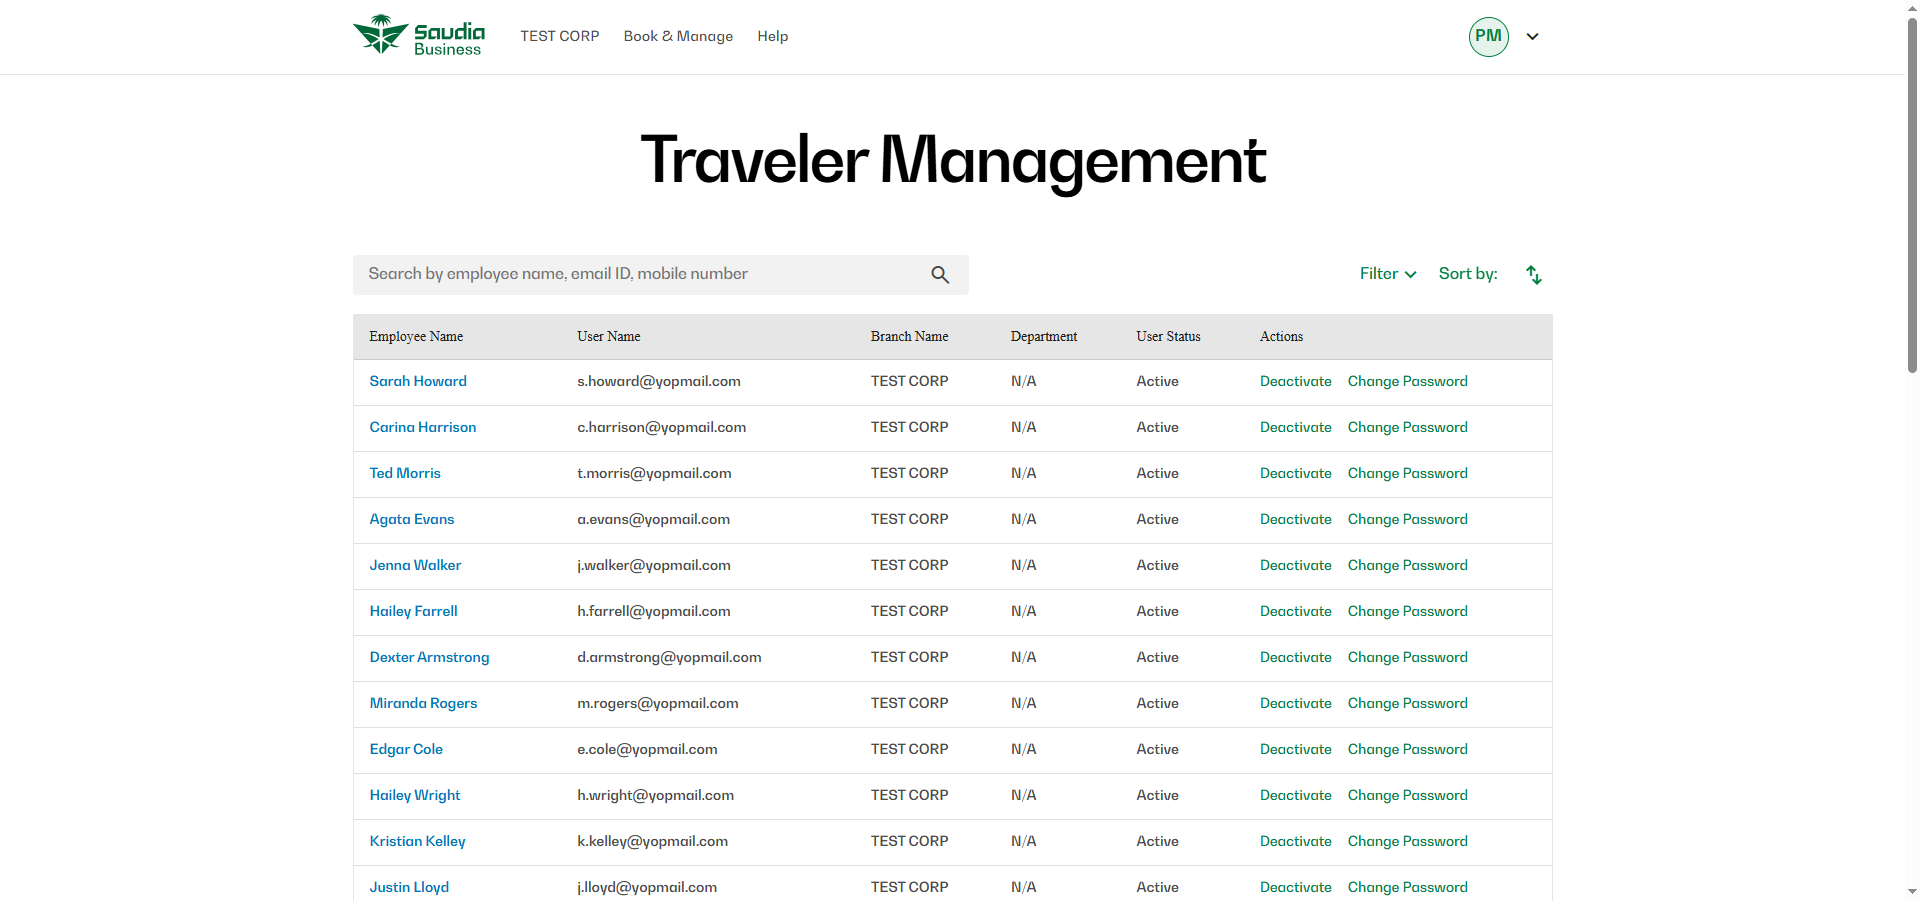 Saudia Business TEST CORP Book & Manage Help PM
Traveler Management
Search by employee name, email ID, mobile number Filter Sort by:
Employee Name User Name Branch Name Department User Status Actions
Sarah Howard s.howard@yopmail.com TEST CORP N/A Active Deactivate Change Password
Carina Harrison c.harrison@yopmail.com TEST CORP N/A Active Deactivate Change Password
Ted Morris t.morris@yopmail.com TEST CORP N/A Active Deactivate Change Password
Agata Evans a.evans@yopmail.com TEST CORP N/A Active Deactivate Change Password
Jenna Walker j.walker@yopmail.com TEST CORP N/A Active Deactivate Change Password
Hailey Farrell h.farrell@yopmail.com TEST CORP N/A Active Deactivate Change Password
Dexter Armstrong d.armstrong@yopmail.com TEST CORP N/A Active Deactivate Change Password
Miranda Rogers m.rogers@yopmail.com TEST CORP N/A Active Deactivate Change Password
Edgar Cole e.cole@yopmail.com TEST CORP N/A Active Deactivate Change Password
Hailey Wright h.wright@yopmail.com TEST CORP N/A Active Deactivate Change Password
Kristian Kelley k.kelley@yopmail.com TEST CORP N/A Active Deactivate Change Password
Justin Lloyd j.lloyd@yopmail.com TEST CORP N/A Active Deactivate Change Password